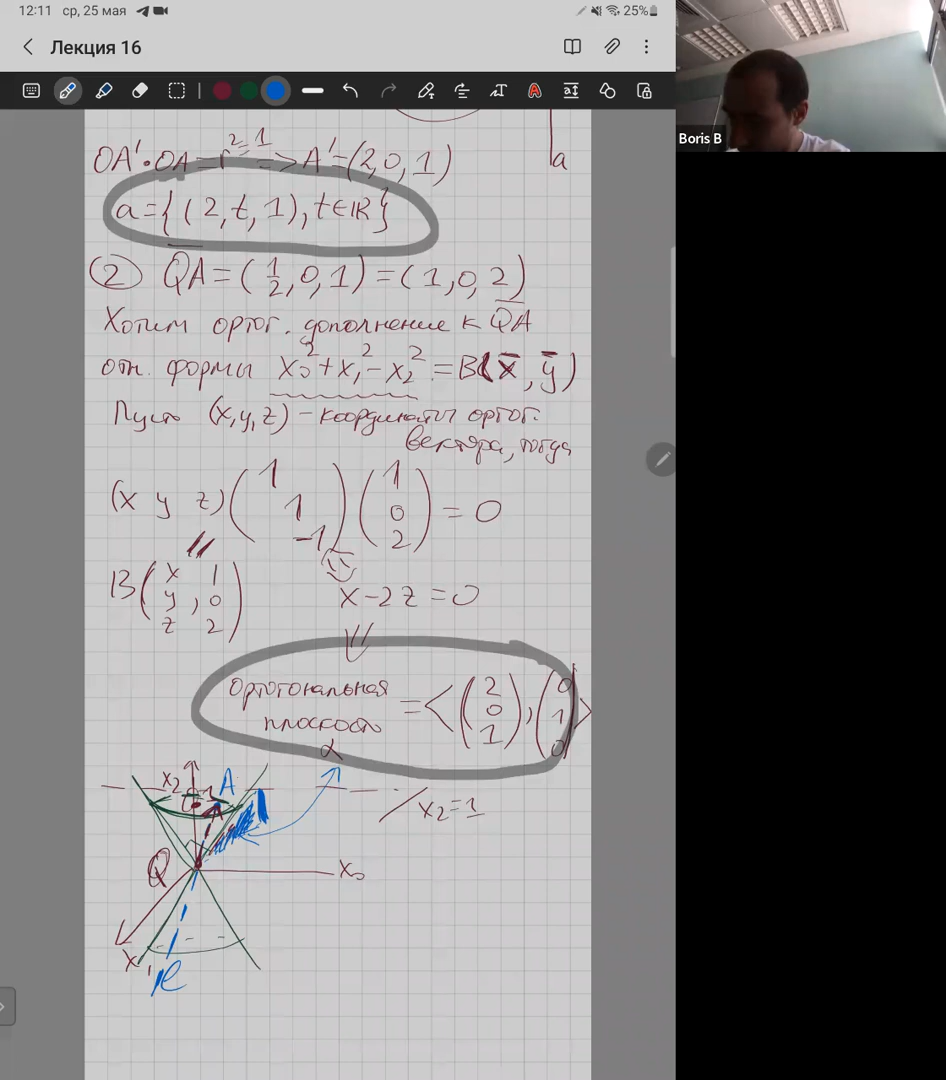 12:11 ср, 25 мая
25%
Лекция 16
Boris B
OA'·OA=r²=1 => A'=(2,0,1)
a
a={(2,t,1), t∈ℝ}
② QA=(1/2,0,1)=(1,0,2)
Хотим ортог. дополнение к QA
отн. формы x₀²+x₁²-x₂²=B(x̄,ȳ)
Пусть (x,y,z) – координаты ортог.
вектора, тогда
(x y z) (1 1 -1) (1 0 2) = 0
B(x y z, 1 0 2)
x-2z=0
Ортогональная
плоскость
= <(2 0 1), (0 1 0)>
α
x₂
A
x₂=1
Q
x₀
x₁
ℓ